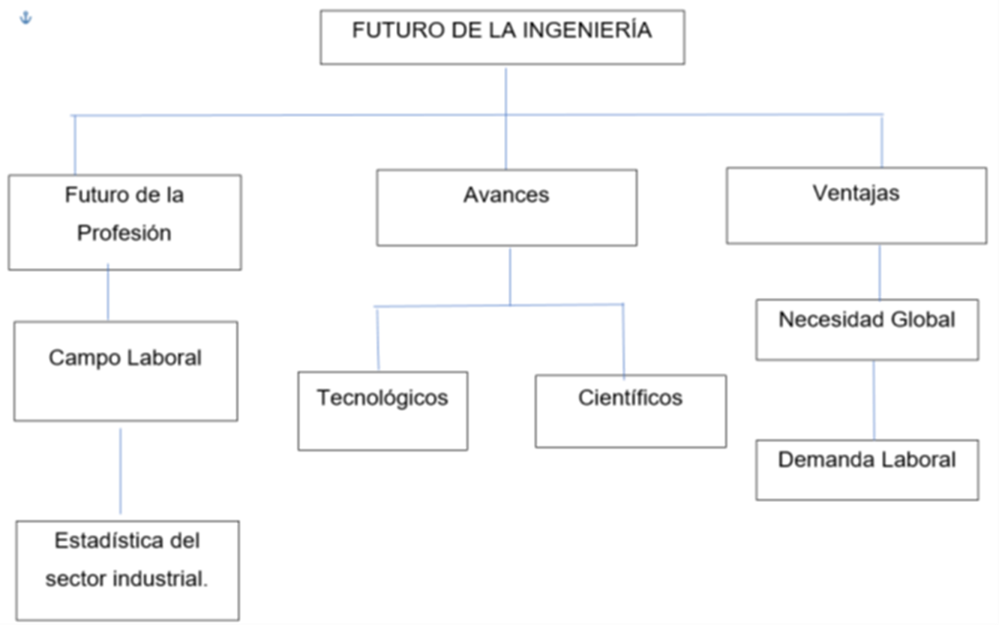 FUTURO DE LA INGENIERÍA
Futuro de la
Profesión
Avances
Ventajas
Campo Laboral
Tecnológicos
Científicos
Necesidad Global
Demanda Laboral
Estadística del
sector industrial.